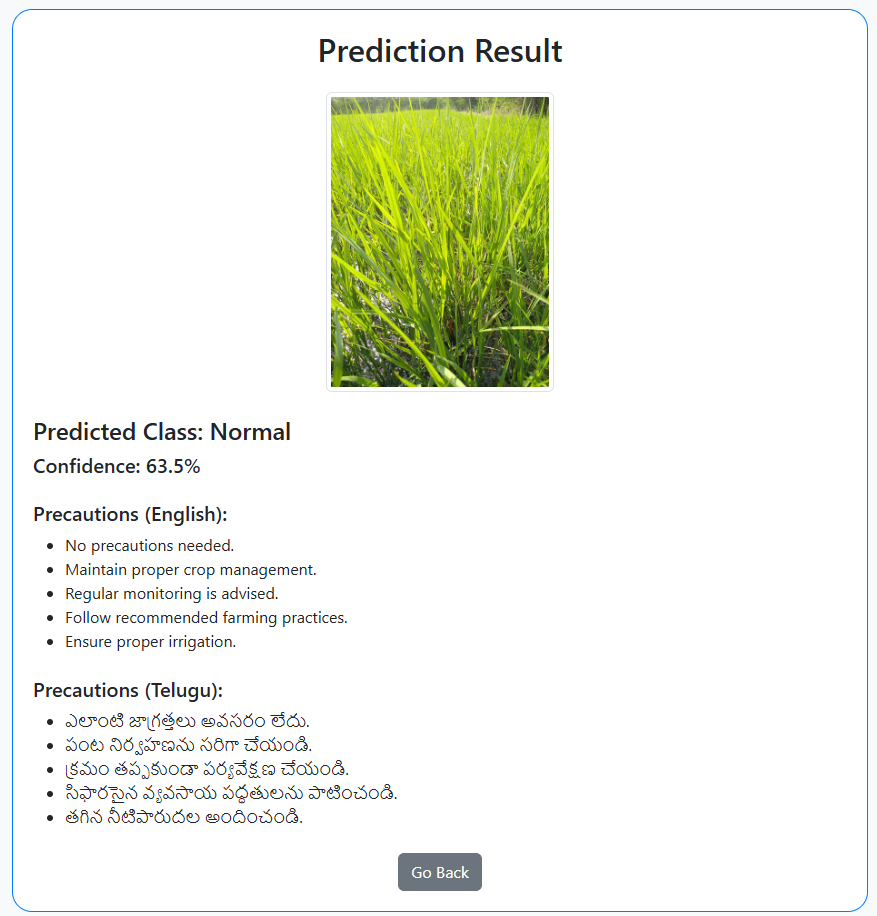 Prediction Result
Predicted Class: Normal
Confidence: 63.5%
Precautions (English):
No precautions needed.
Maintain proper crop management.
Regular monitoring is advised.
Follow recommended farming practices.
Ensure proper irrigation.
Precautions (Telugu):
ఎలాంటి జాగ్రత్తలు అవసరం లేదు.
పంట నిర్వహణను సరిగా చేయండి.
క్రమం తప్పకుండా పర్యవేక్షణ చేయండి.
సిఫారసైన వ్యవసాయ పద్ధతులను పాటించండి.
తగిన నీటిపారుదల అందించండి.
Go Back